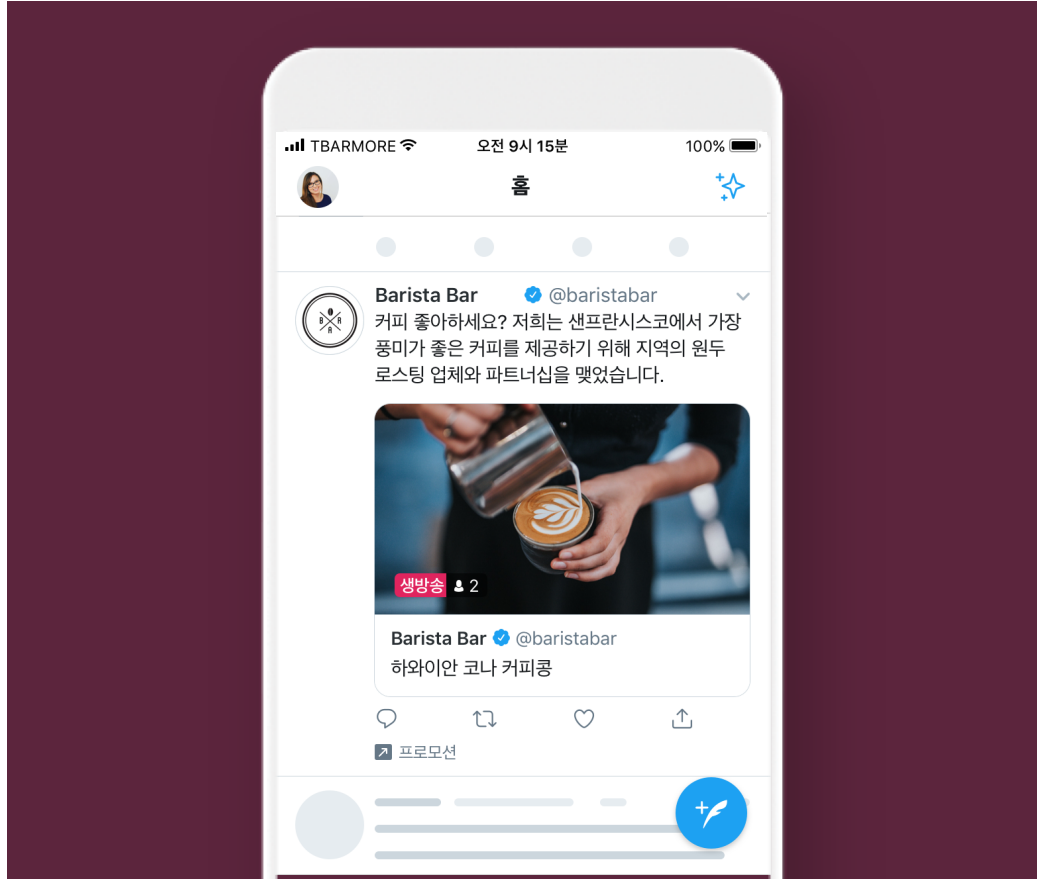 TBARMORE 오전 9시 15분 100%
홈
Barista Bar @baristabar
B A
R
A
커피 좋아하세요? 저희는 샌프란시스코에서 가장
풍미가 좋은 커피를 제공하기 위해 지역의 원두
로스팅 업체와 파트너십을 맺었습니다.
생방송 2
Barista Bar @baristabar
하와이안 코나 커피콩
프로모션